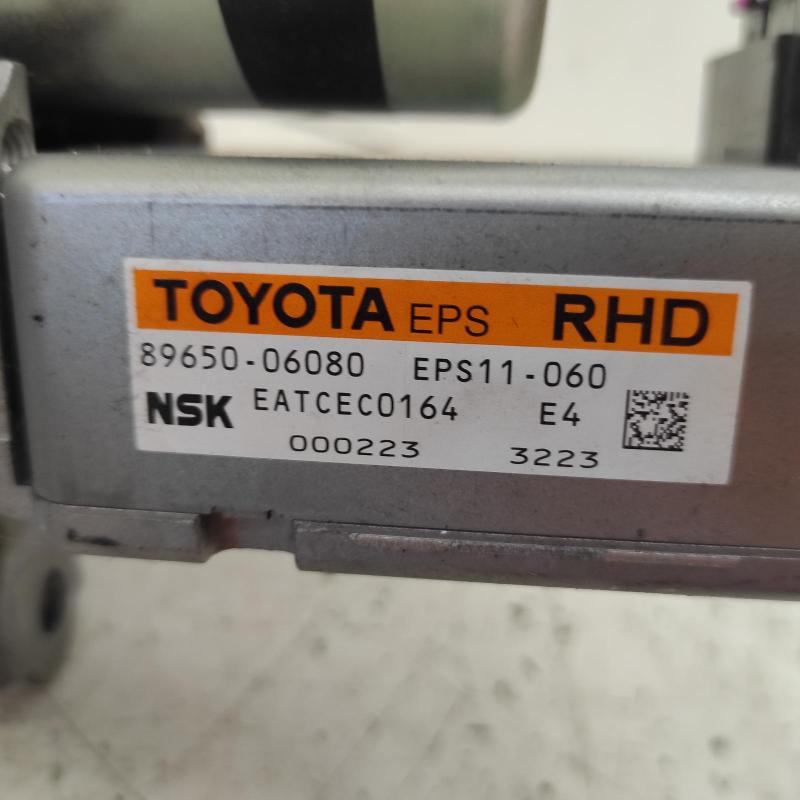 TOYOTA EPS RHD
89650-06080 EPS11-060
NSK EATCEC0164 E4
000223 3223